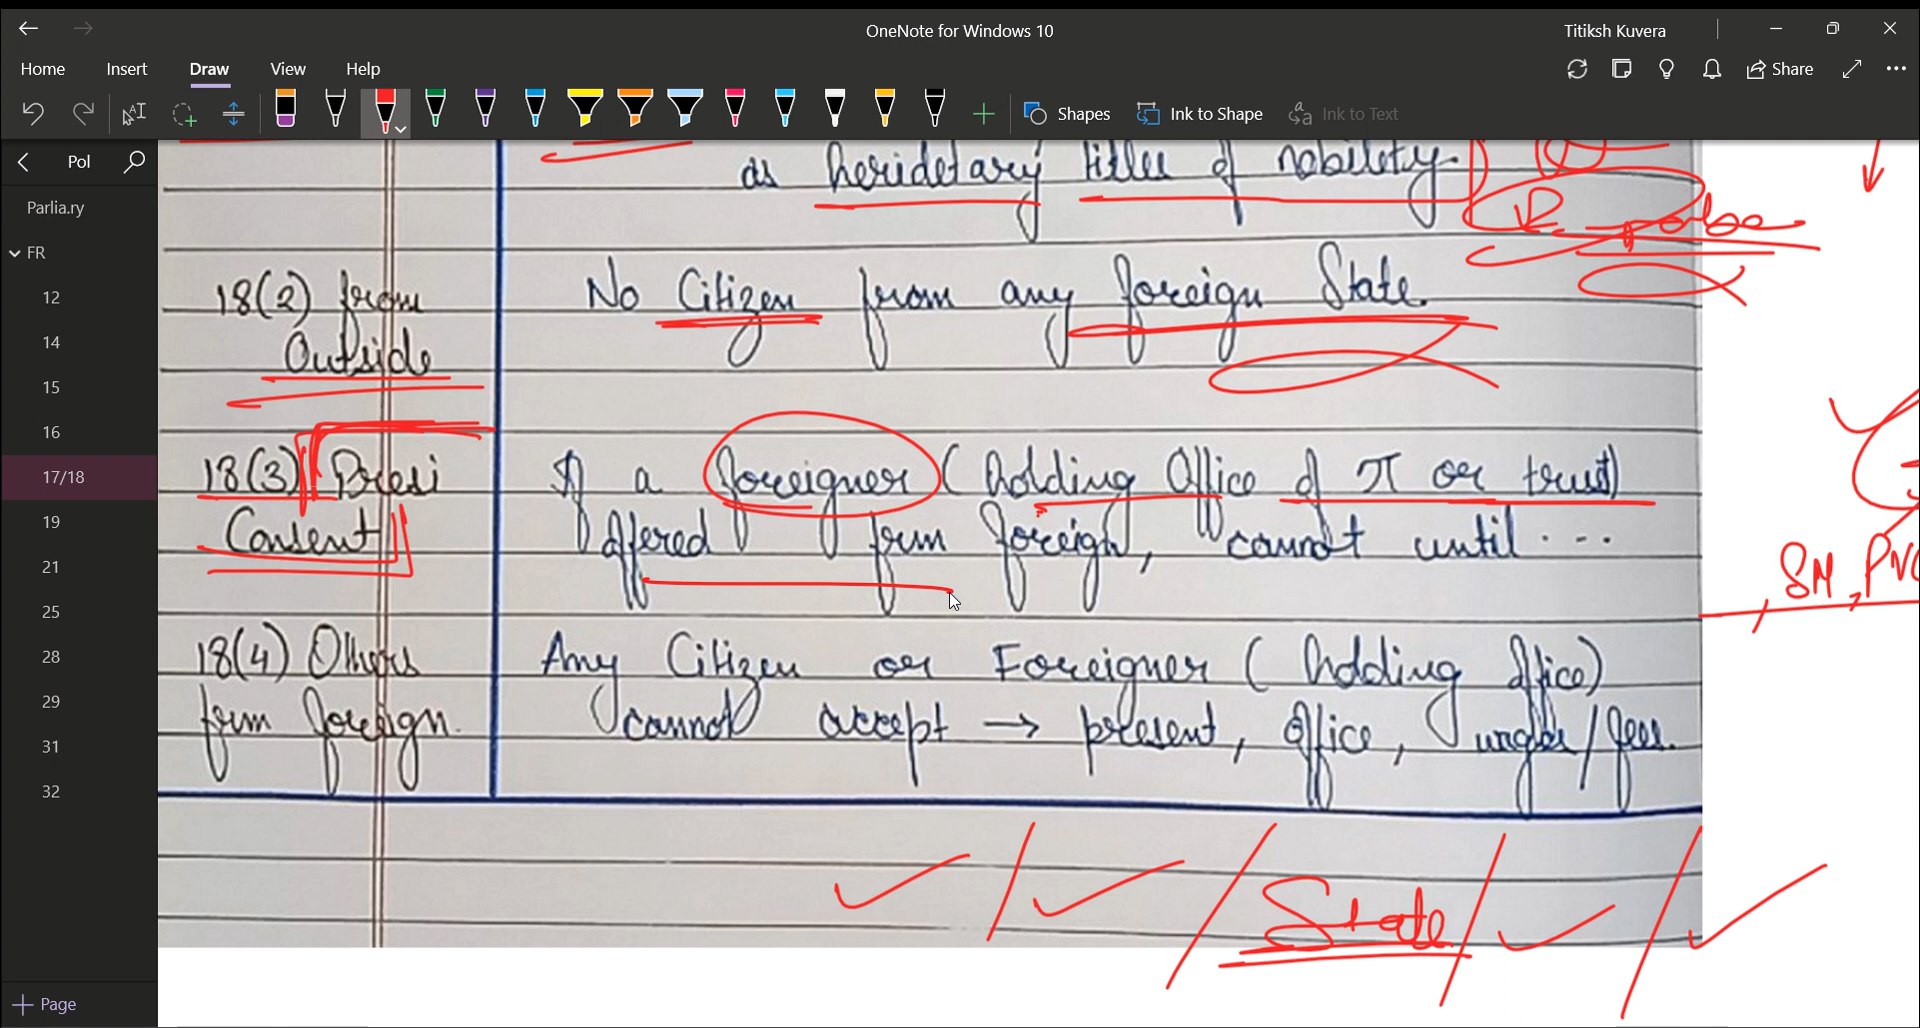 OneNote for Windows 10
Titiksh Kuvera
Home Insert Draw View Help
Share
Shapes Ink to Shape Ink to Text
Pol
Parlia.ry
FR
12
14
15
16
17/18
19
21
25
28
29
31
32
Page
as heridetary titles of nobility.
18(2) from Outside
No Citizen from any foreign State.
18(3) Presi Consent
If a foreigner (holding Office of π or trust)
offered from foreign, cannot until ...
18(4) Others from foreign.
Any Citizen or Foreigner (holding office)
cannot accept → present, office, /fees.
State
, SM, PVC